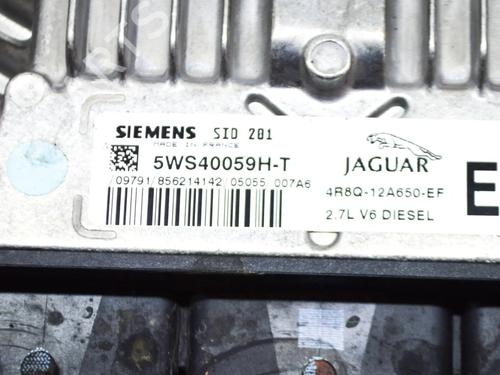 SIEMENS SID 201
MADE IN FRANCE
5WS40059H-T
/09791/856214142 05055 007A6
JAGUAR
4R8Q-12A650-EF
2.7L V6 DIESEL
E